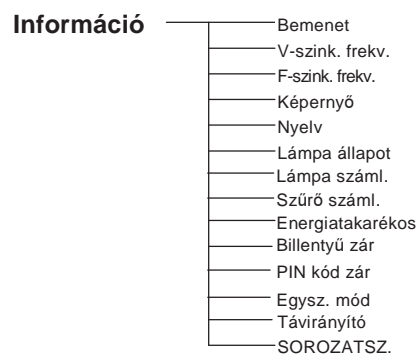 Információ
Bemenet
V-szink. frekv.
F-szink. frekv.
Képernyő
Nyelv
Lámpa állapot
Lámpa száml.
Szűrő száml.
Energiatakarékos
Billentyű zár
PIN kód zár
Egysz. mód
Távirányító
SOROZATSZ.